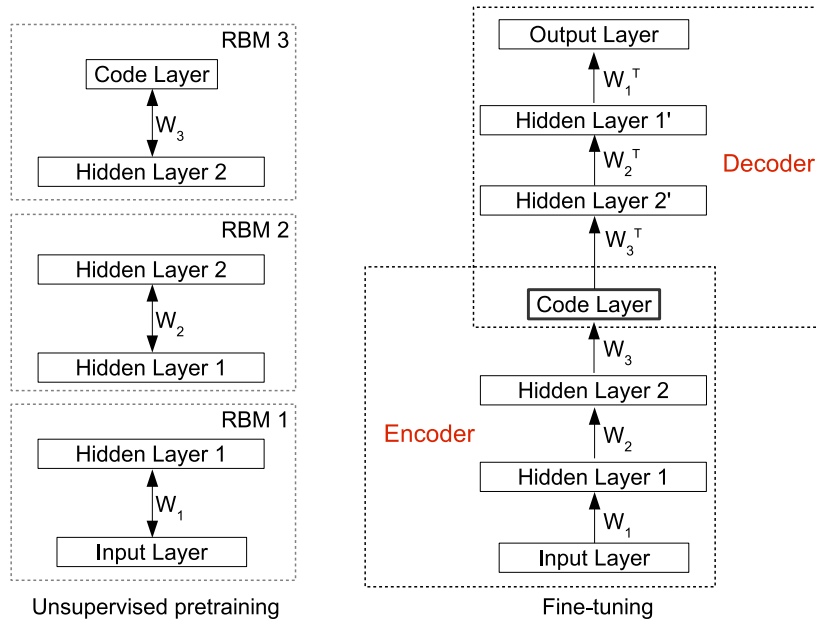 RBM 3
Code Layer
W₃
Hidden Layer 2
RBM 2
Hidden Layer 2
W₂
Hidden Layer 1
RBM 1
Hidden Layer 1
W₁
Input Layer
Unsupervised pretraining
Output Layer
W₁ᵀ
Hidden Layer 1'
W₂ᵀ
Decoder
Hidden Layer 2'
W₃ᵀ
Code Layer
W₃
Hidden Layer 2
Encoder
W₂
Hidden Layer 1
W₁
Input Layer
Fine-tuning